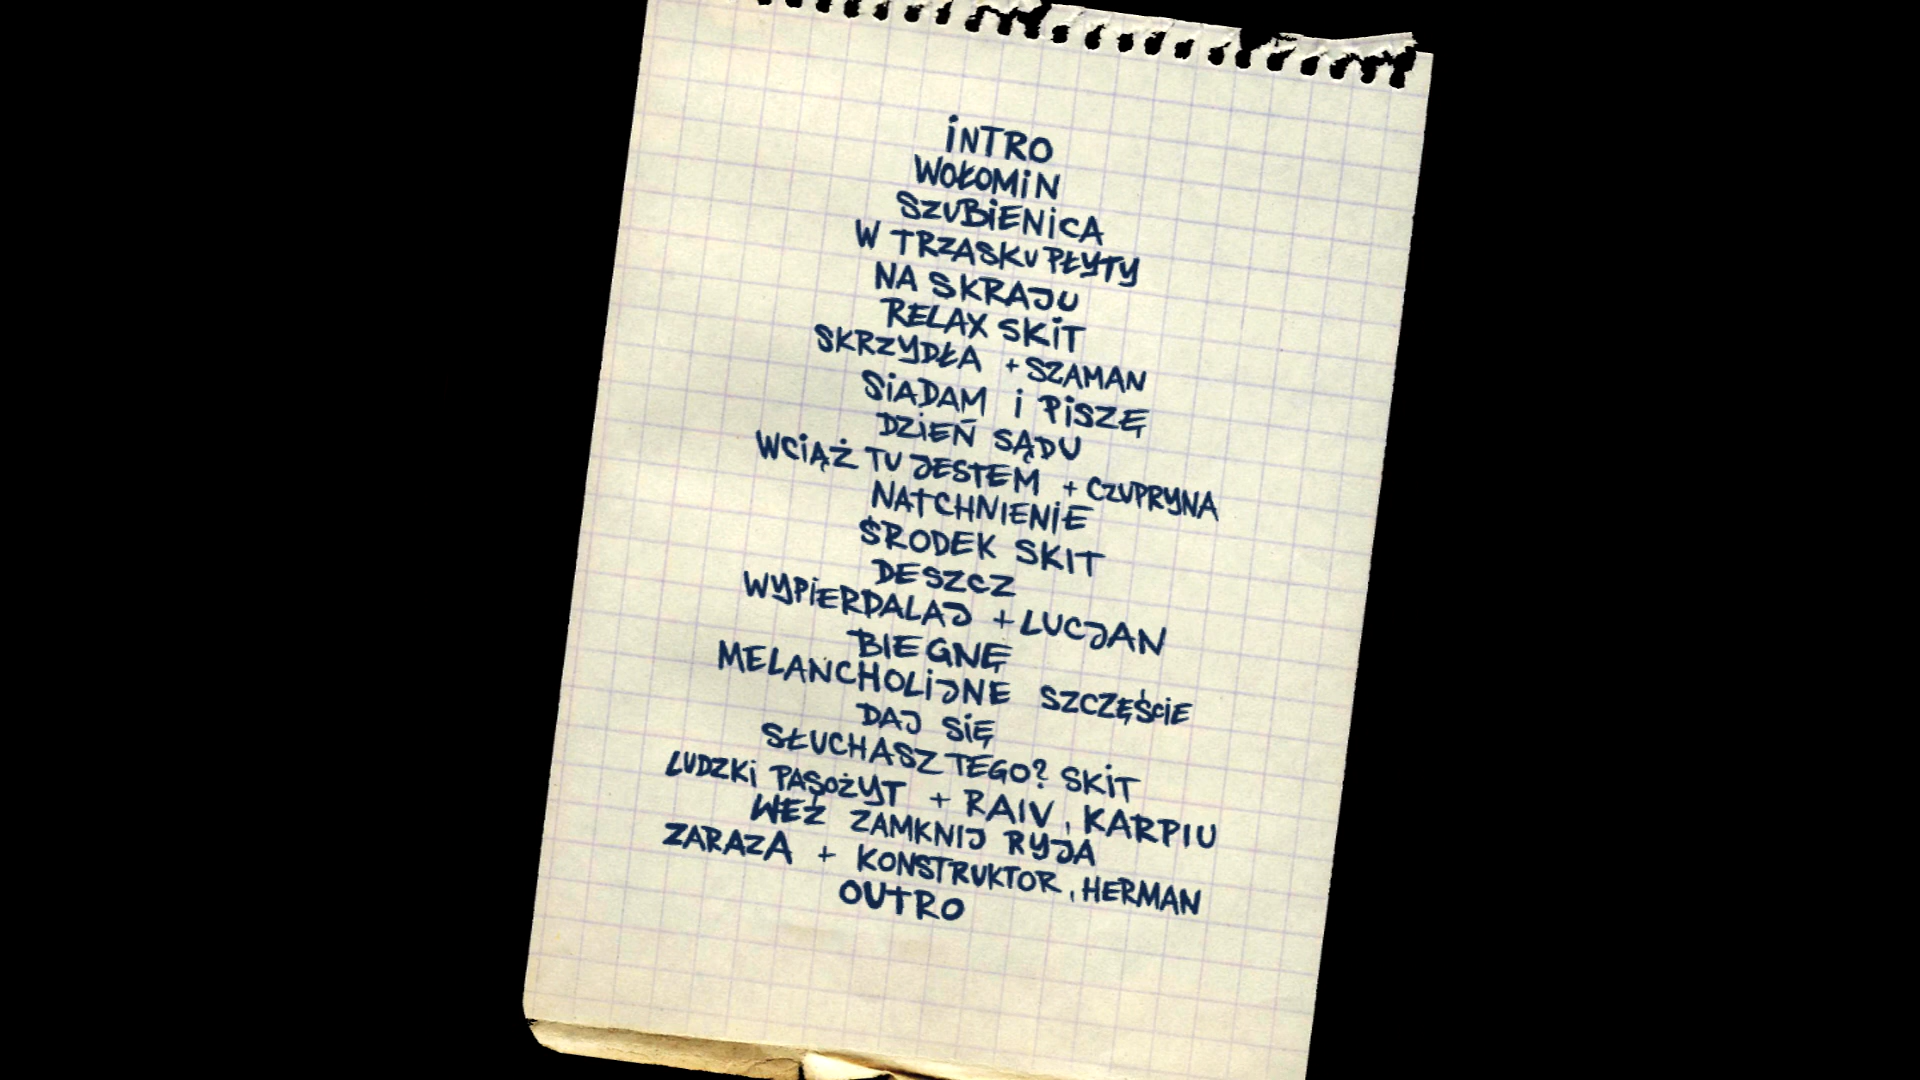 INTRO
WOŁOMIN
SZUBIENICA
W TRZASKU PŁYTY
NA SKRAJU
RELAX SKIT
SKRZYDŁA + SZAMAN
SIADAM I PISZĘ
DZIEŃ SĄDU
WCIĄŻ TU JESTEM + CZUPRYNA
NATCHNIENIE
ŚRODEK SKIT
DESZCZ
WYPIERDALAJ + LUCJAN
BIEGNĘ
MELANCHOLIJNE SZCZĘŚCIE
DAJ SIĘ
SŁUCHASZ TEGO? SKIT
LUDZKI PASOŻYT + RAIV, KARPIU
WEŹ ZAMKNIJ RYJA
ZARAZA + KONSTRUKTOR, HERMAN
OUTRO